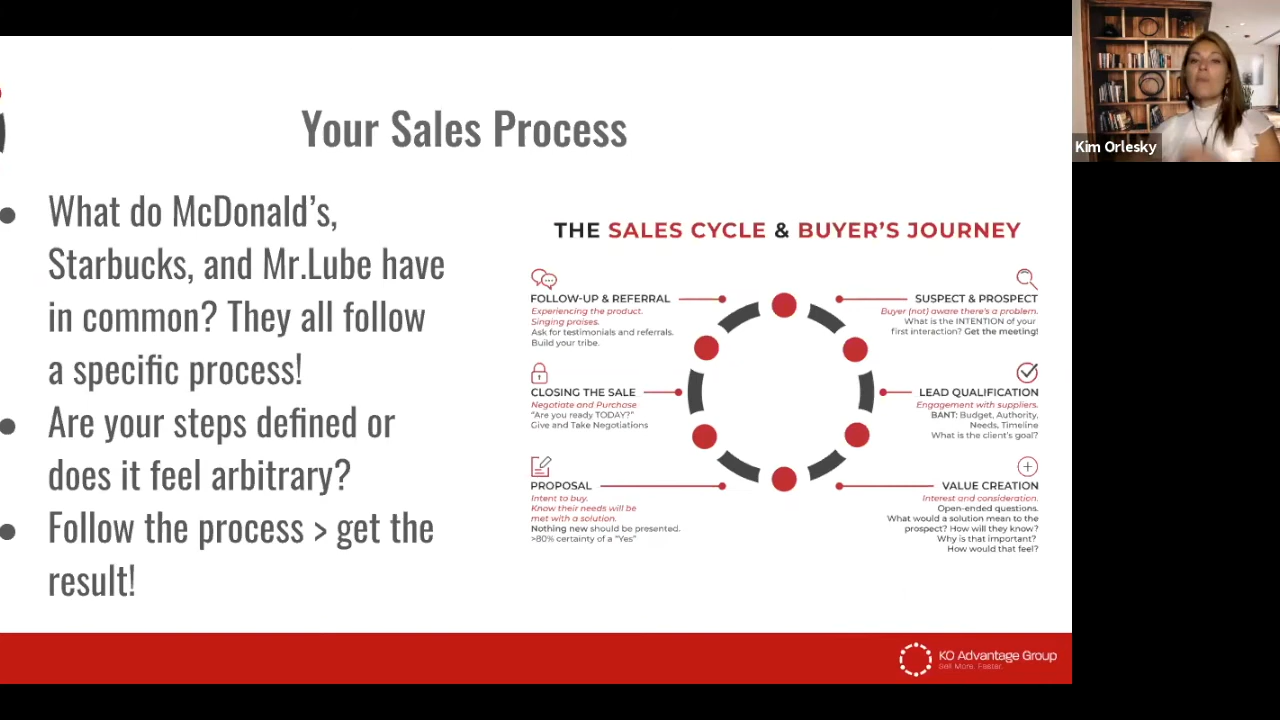 Your Sales Process
What do McDonald's,
Starbucks, and Mr.Lube have
in common? They all follow
a specific process!
Are your steps defined or
does it feel arbitrary?
Follow the process > get the
result!
THE SALES CYCLE & BUYER'S JOURNEY
FOLLOW-UP & REFERRAL
Experiencing the product.
Singing praises.
Ask for testimonials and referrals.
Build your tribe.
CLOSING THE SALE
Negotiate and Purchase
"Are you ready TODAY?"
Give and Take Negotiations
PROPOSAL
Intent to buy.
Know their needs will be
met with a solution.
Nothing new should be presented.
>80% certainty of a "Yes"
SUSPECT & PROSPECT
Buyer (not) aware there's a problem.
What is the INTENTION of your
first interaction? Get the meeting!
LEAD QUALIFICATION
Engagement with suppliers.
BANT: Budget, Authority,
Needs, Timeline
What is the client's goal?
VALUE CREATION
Interest and consideration.
Open-ended questions.
What would a solution mean to the
prospect? How will they know?
Why is that important?
How would that feel?
KO Advantage Group
Sell More. Faster.
Kim Orlesky